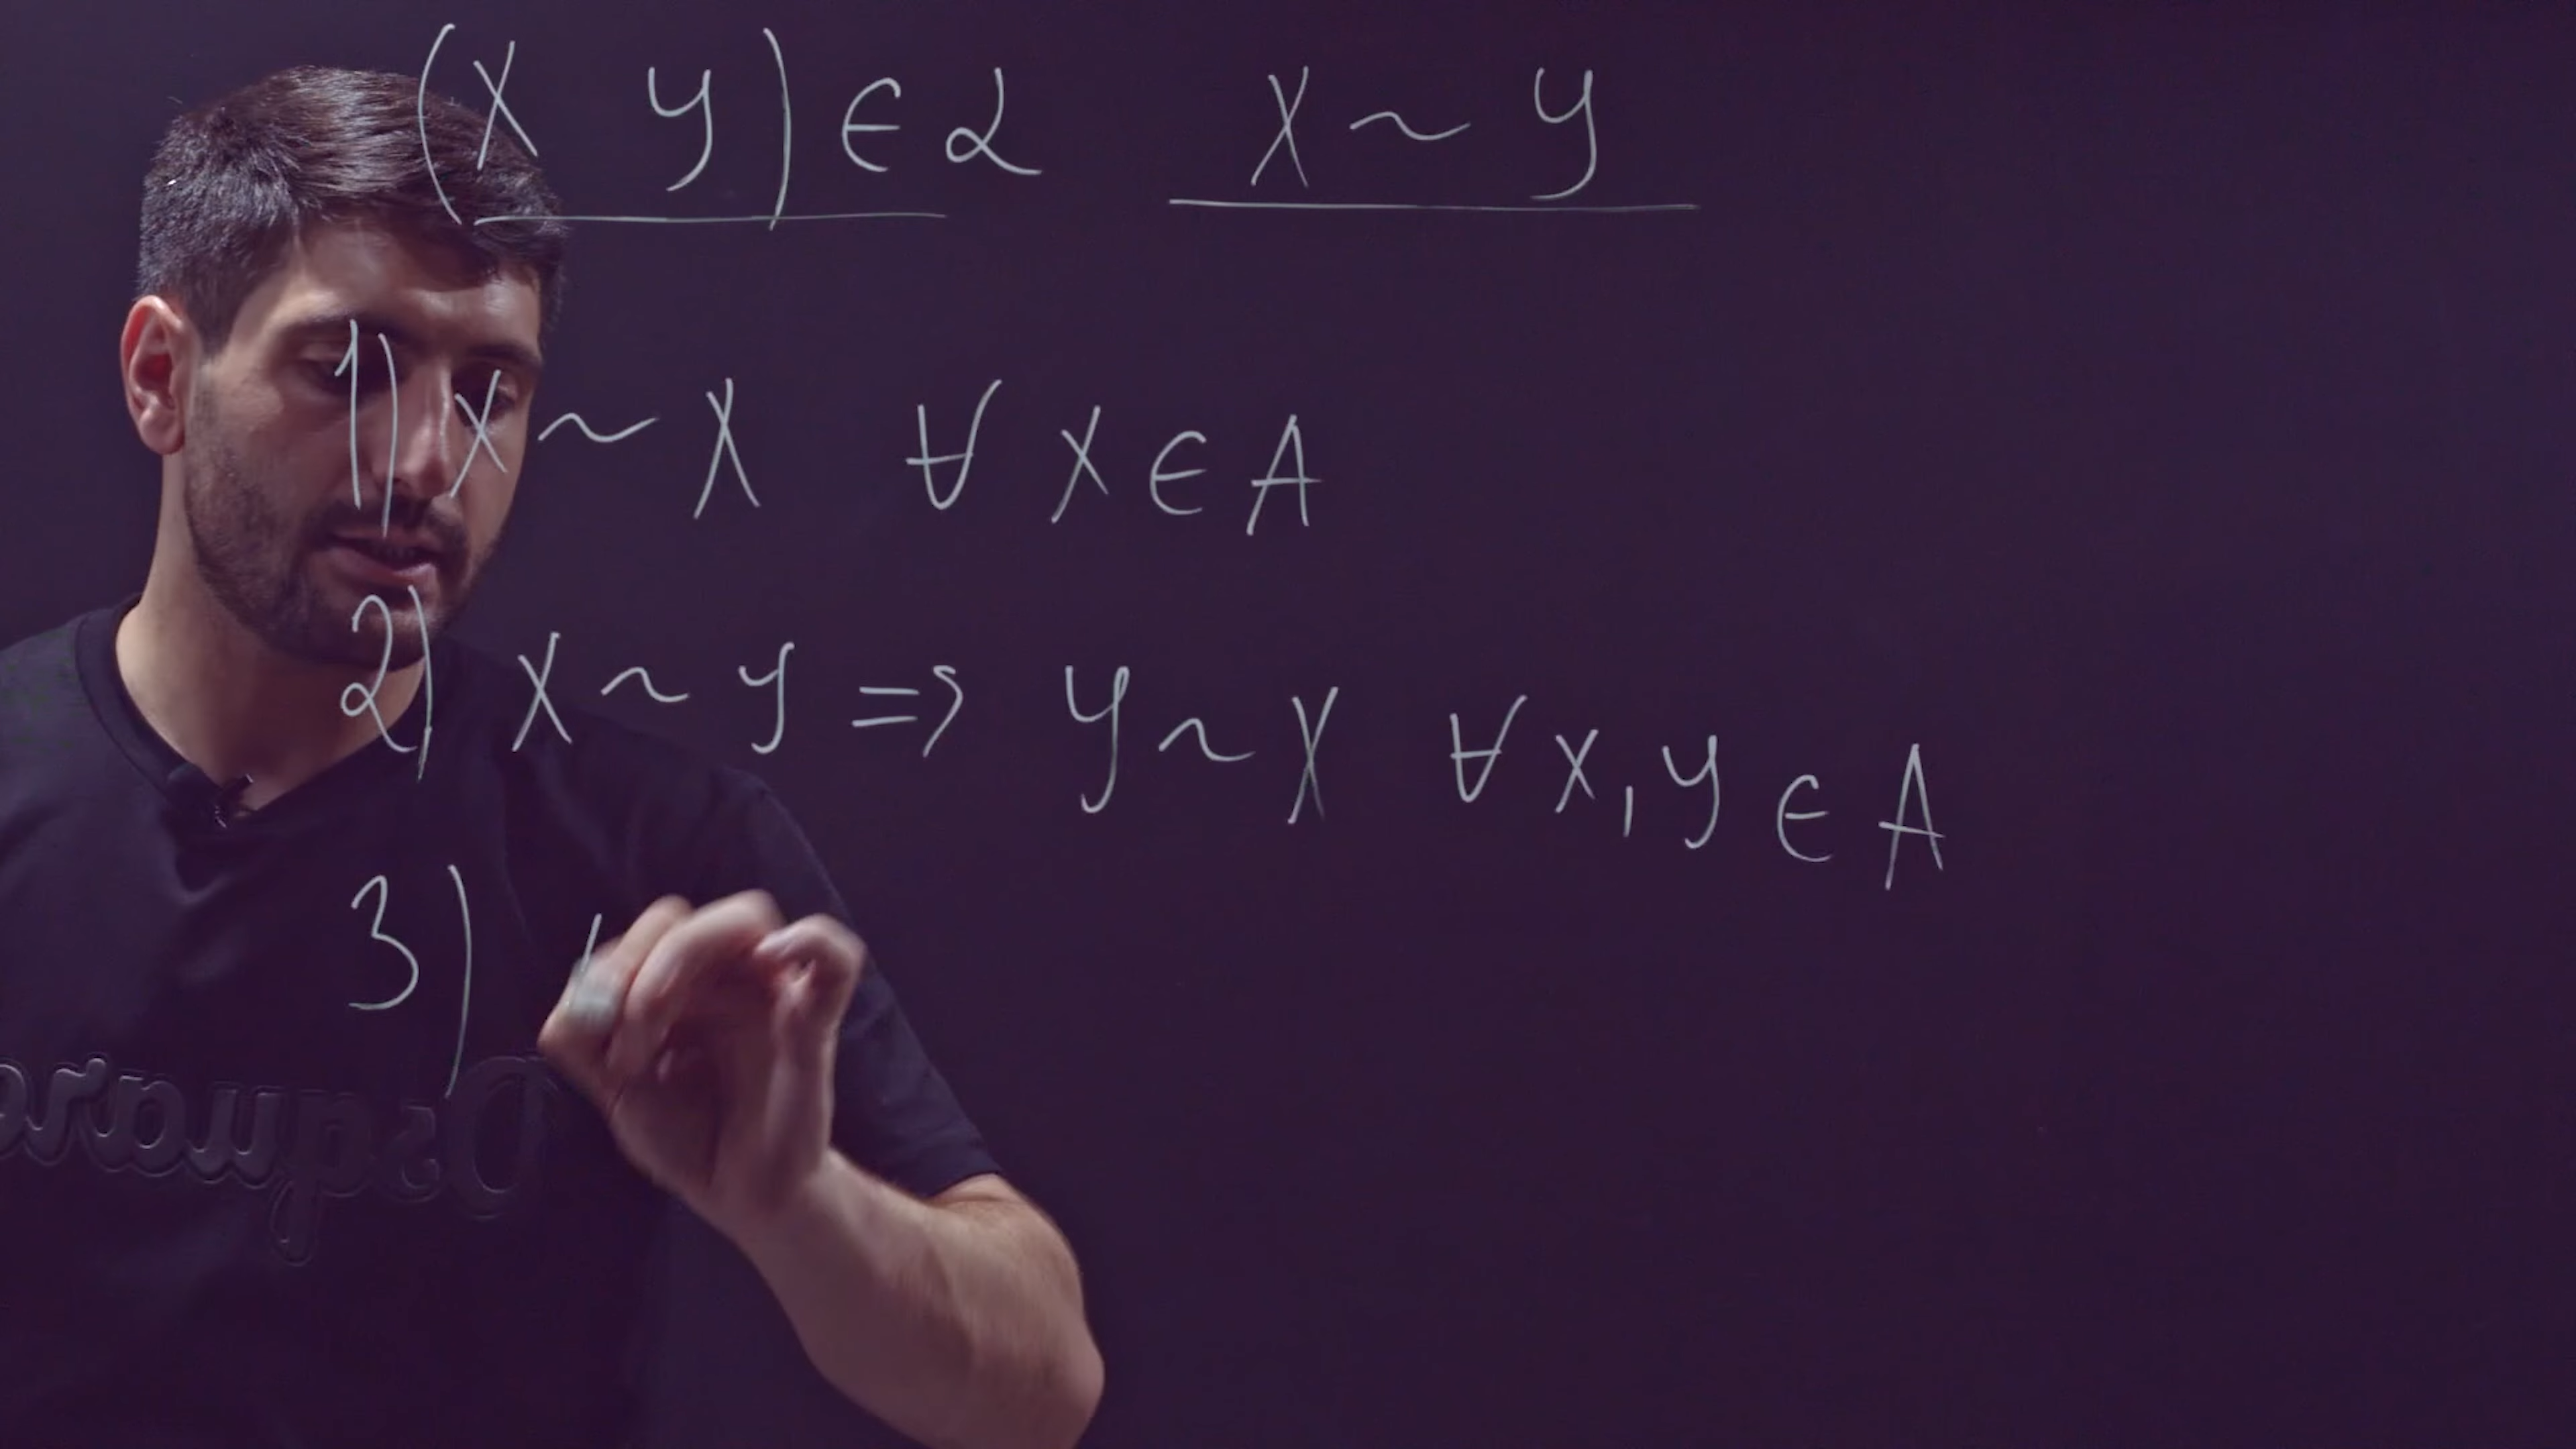 (x y) ∈ α x ~ y
1) x ~ x ∀ x ∈ A
2) x ~ y => y ~ x ∀ x, y ∈ A
3)